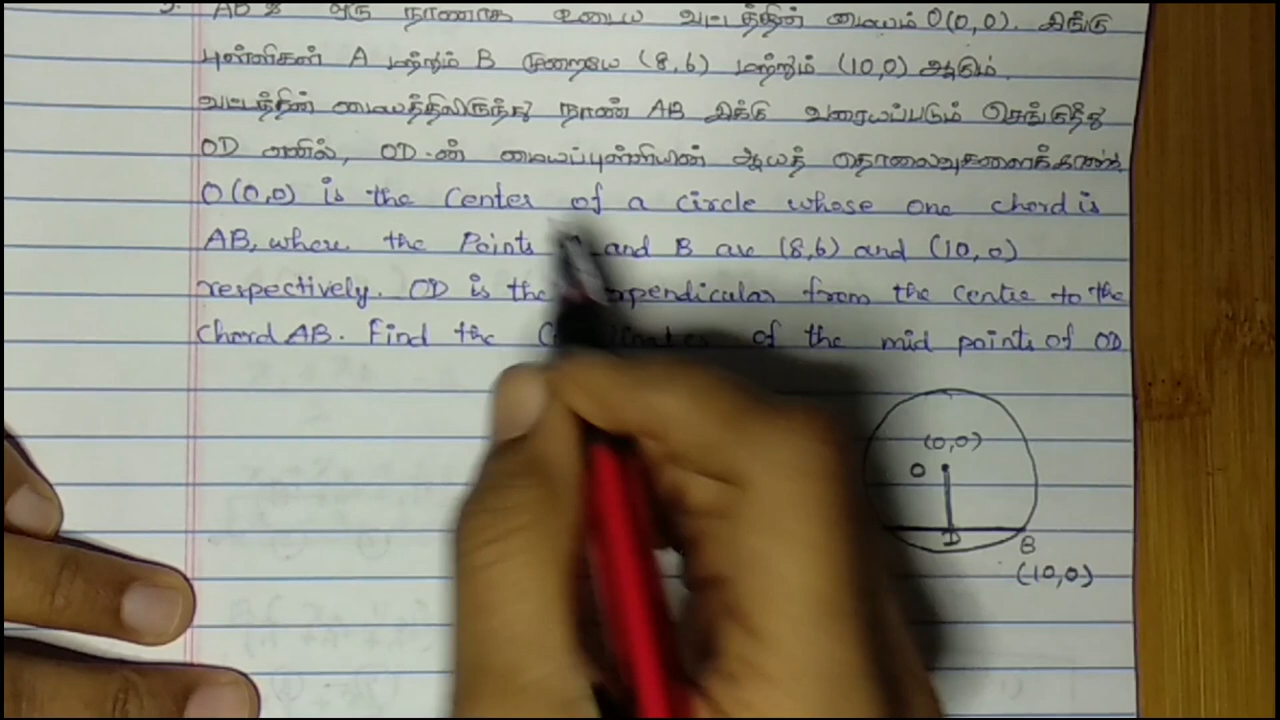 AB ஐ ஒரு நாணாக உடைய வட்டத்தின் மையம் O(0,0). இங்கு
புள்ளிகள் A மற்றும் B முறையே (8,6) மற்றும் (10,0) ஆகும்.
வட்டத்தின் மையத்திலிருந்து நாண் AB இக்கு வரையப்படும் செங்குத்து
OD எனில், OD-ன் மையப்புள்ளியின் ஆயத் தொலைவுகளைக்காண்க
O(0,0) is the Center of a circle whose one chord is
AB, where the Points and B are (8,6) and (10,0)
respectively. OD is the from the centre to the
Chord AB. Find the of the mid points of OD
(0,0)
O
D
B
(10,0)